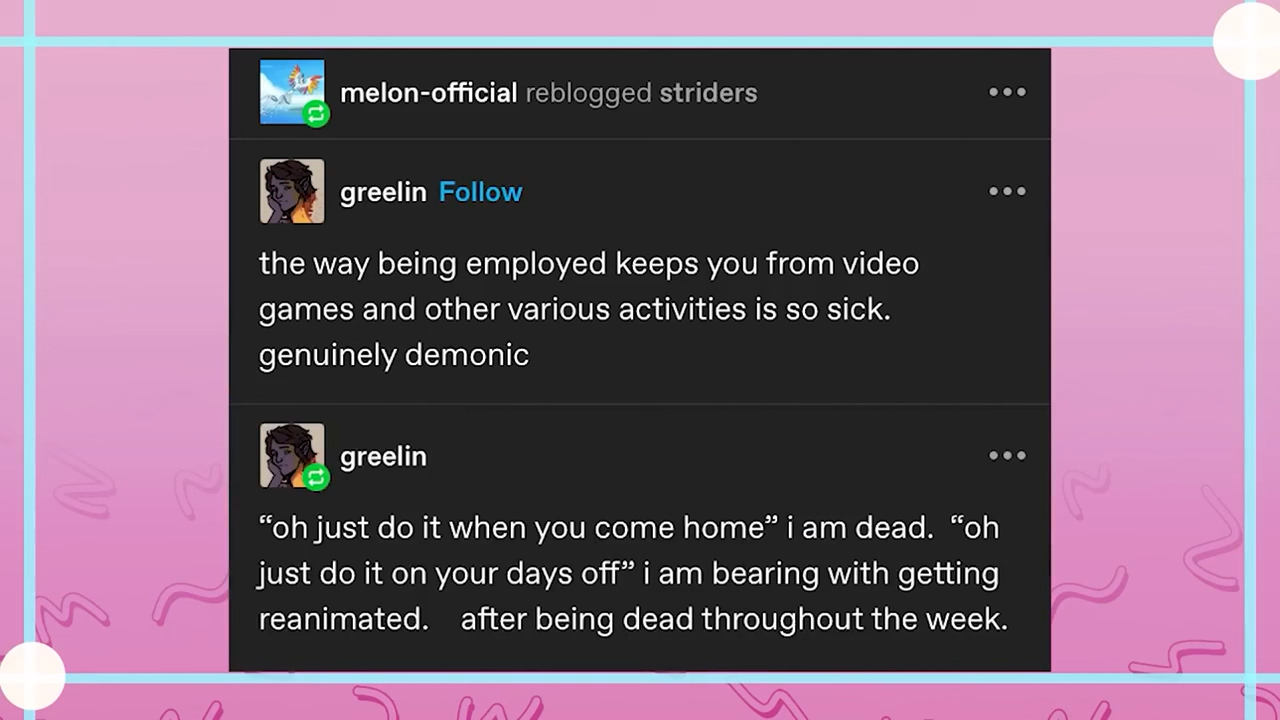 melon-official reblogged striders
greelin Follow
the way being employed keeps you from video
games and other various activities is so sick.
genuinely demonic
greelin
“oh just do it when you come home” i am dead.  “oh
just do it on your days off” i am bearing with getting
reanimated.    after being dead throughout the week.